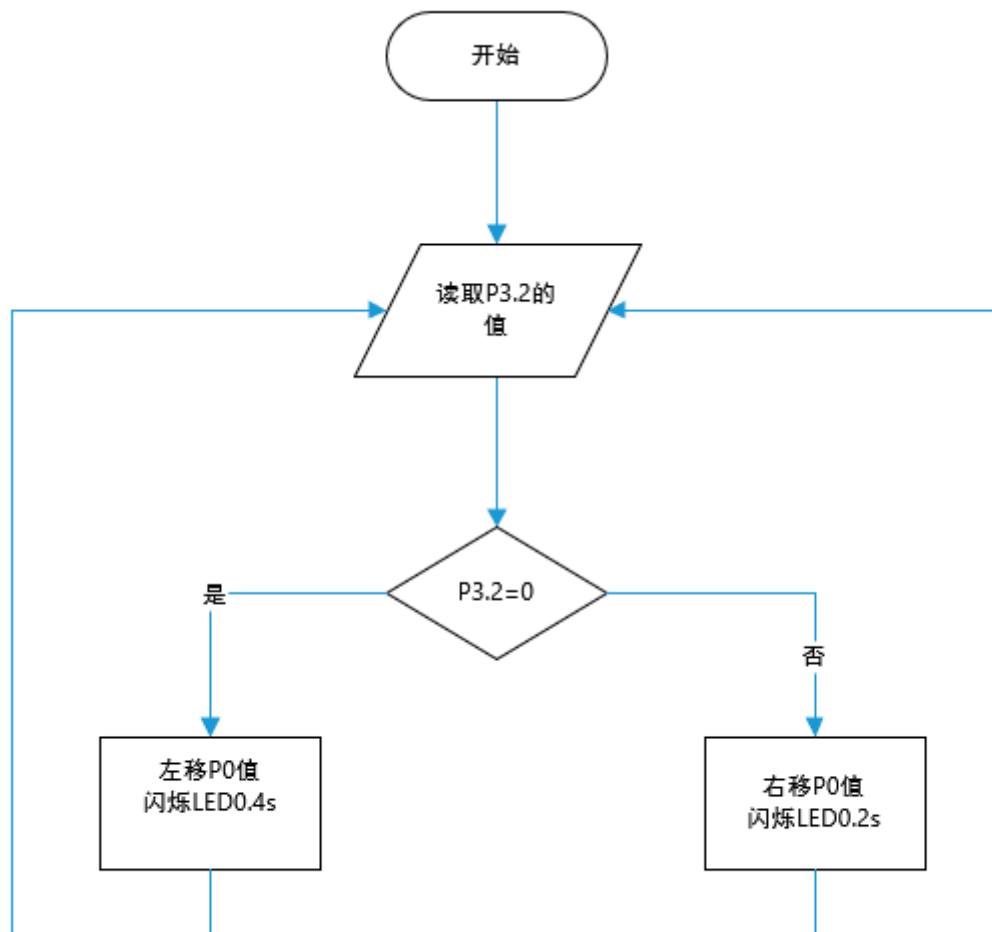 开始
读取P3.2的
值
P3.2=0
是
否
左移P0值
闪烁LED0.4s
右移P0值
闪烁LED0.2s